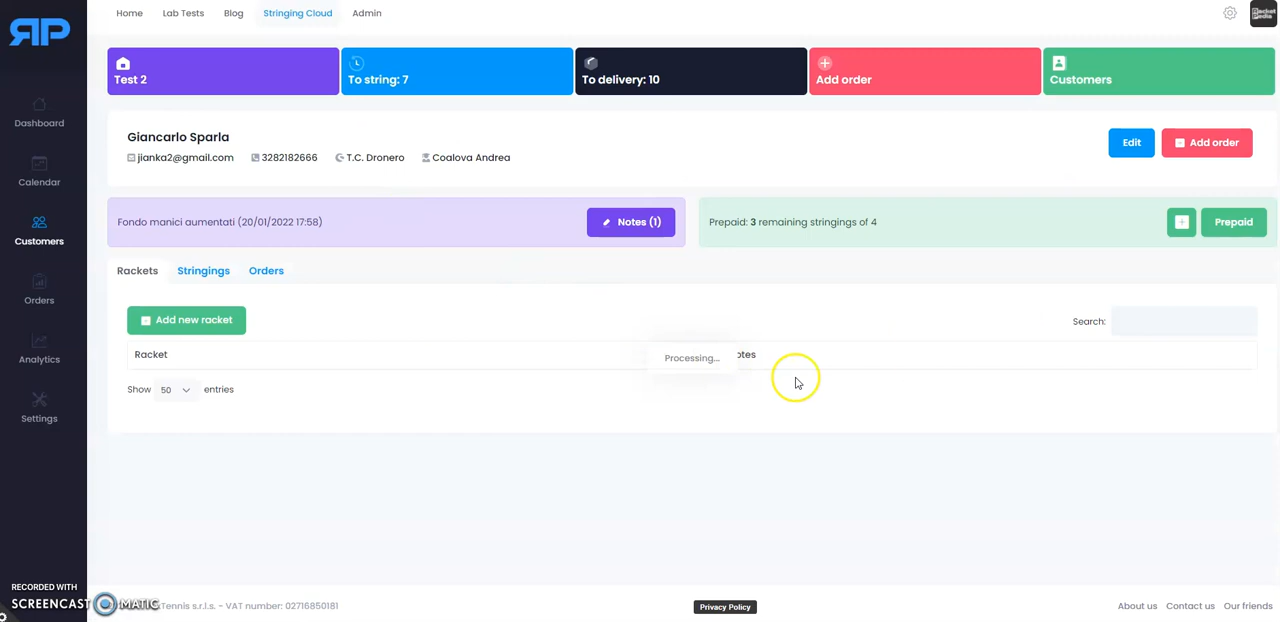 Home Lab Tests Blog Stringing Cloud Admin
RP
Test 2
To string: 7
To delivery: 10
Add order
Customers
Dashboard
Calendar
Customers
Orders
Analytics
Settings
Giancarlo Sparla
jianka2@gmail.com 3282182666 T.C. Dronero Coalova Andrea
Edit
Add order
Fondo manici aumentati (20/01/2022 17:58)
Notes (1)
Prepaid: 3 remaining stringings of 4
Prepaid
Rackets Stringings Orders
Add new racket
Search:
Racket
Processing...
otes
Show 50 entries
RECORDED WITH
SCREENCAST MATIC
Tennis s.r.l.s. - VAT number: 02716850181
Privacy Policy
About us Contact us Our friends